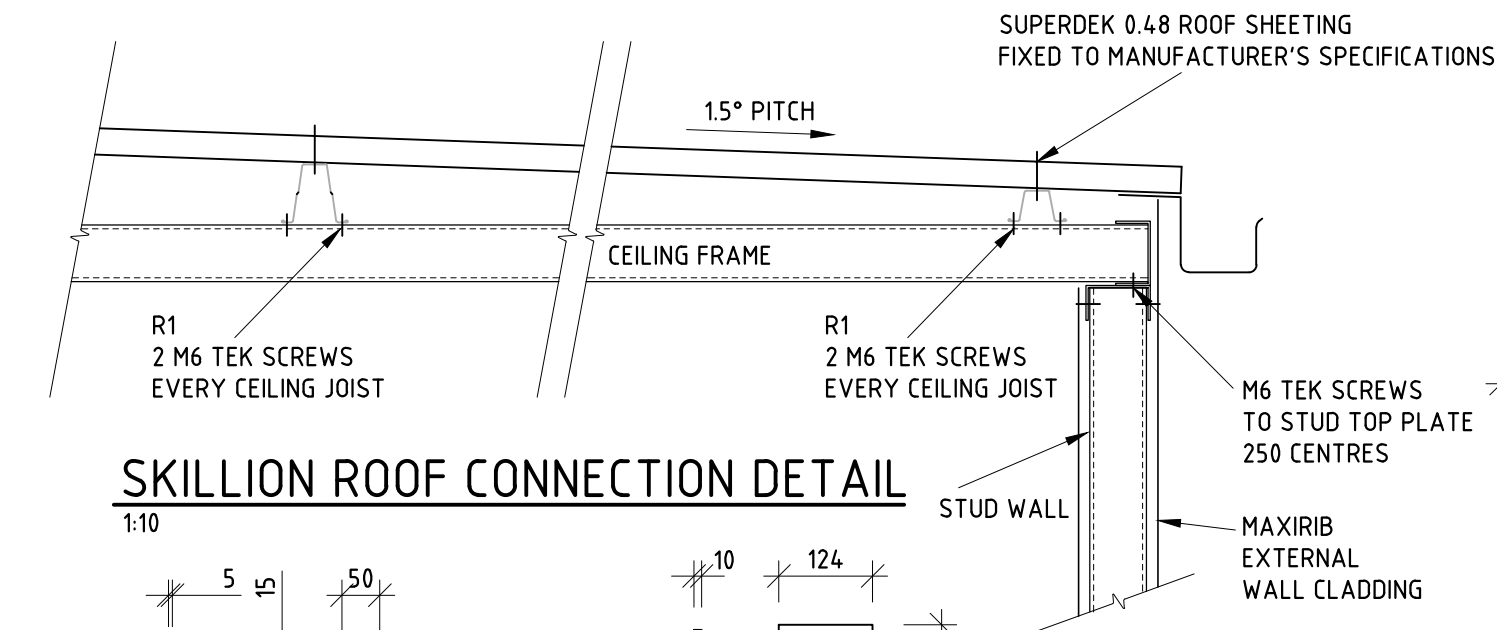 SUPERDEK 0.48 ROOF SHEETING
FIXED TO MANUFACTURER'S SPECIFICATIONS
1.5° PITCH
CEILING FRAME
R1
2 M6 TEK SCREWS
EVERY CEILING JOIST
R1
2 M6 TEK SCREWS
EVERY CEILING JOIST
M6 TEK SCREWS
TO STUD TOP PLATE
250 CENTRES
SKILLION ROOF CONNECTION DETAIL
1:10
STUD WALL
MAXIRIB
EXTERNAL
WALL CLADDING
5
15
50
10
124